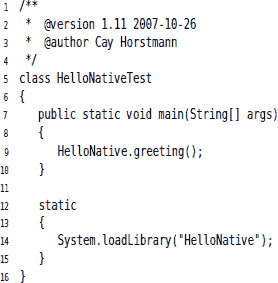 1 /**
2  *  @version 1.11 2007-10-26
3  *  @author Cay Horstmann
4  */
5 class HelloNativeTest
6 {
7    public static void main(String[] args)
8    {
9       HelloNative.greeting();
10    }
11
12    static
13    {
14       System.loadLibrary("HelloNative");
15    }
16 }